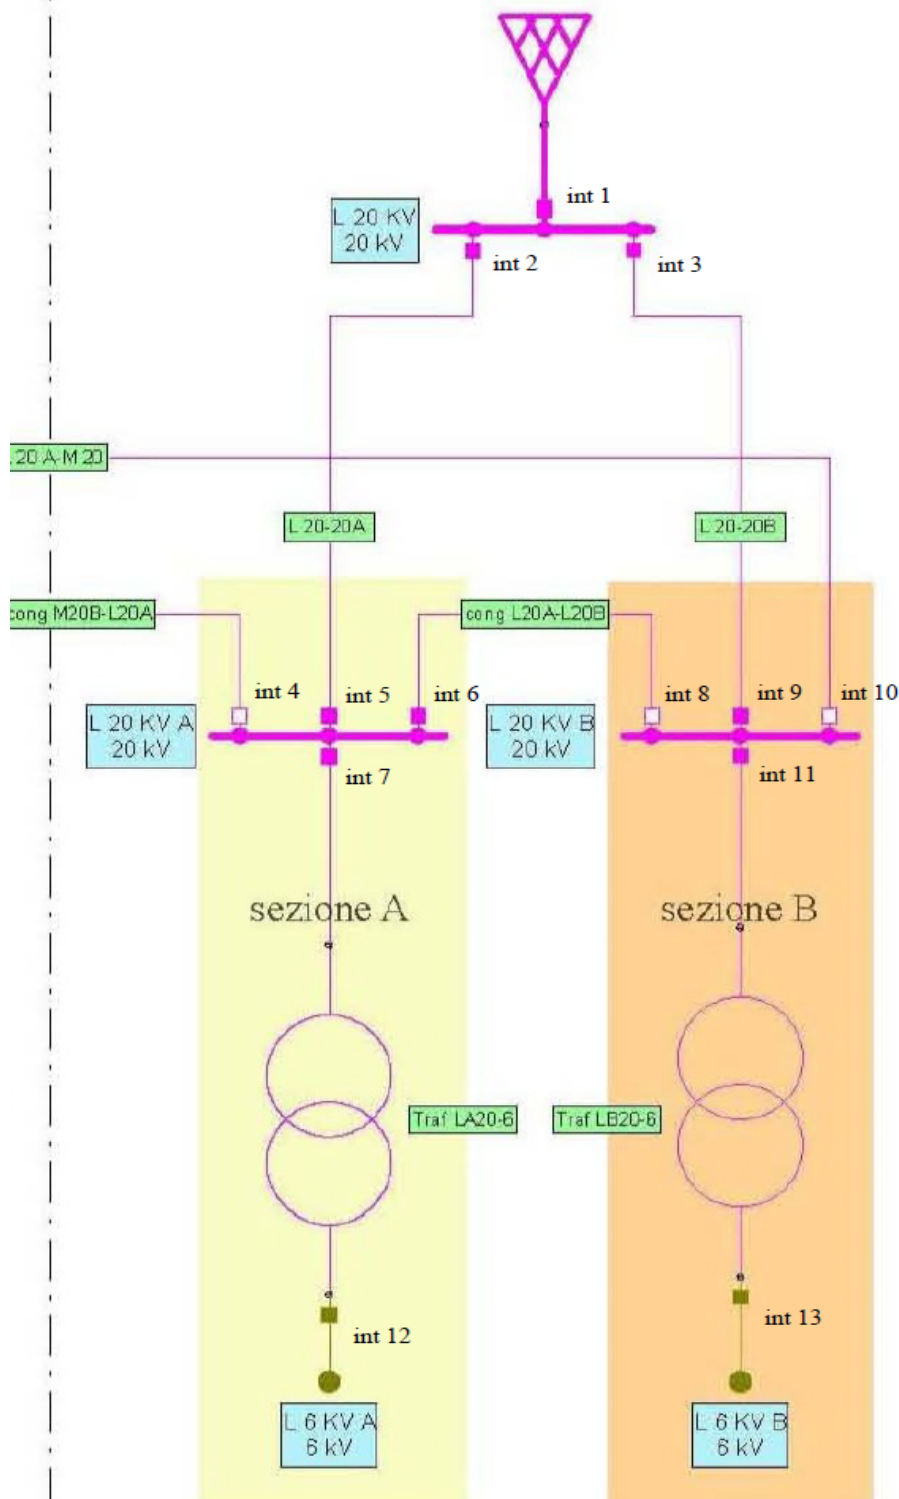 int 1
L 20 KV
20 kV
int 2
int 3
20 A-M 20
L 20-20A
L 20-20B
cong M20B-L20A
cong L20A-L20B
int 4
int 5
int 6
int 8
int 9
int 10
L 20 KV A
20 kV
L 20 KV B
20 kV
int 7
int 11
sezione A
sezione B
Traf LA20-6
Traf LB20-6
int 12
int 13
L 6 KV A
6 kV
L 6 KV B
6 kV